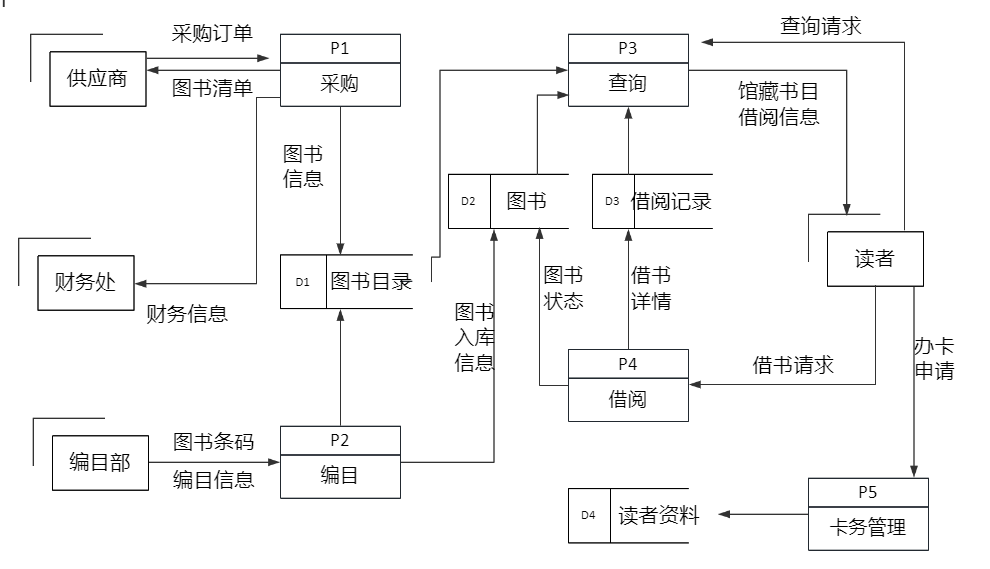 采购订单
供应商
图书清单
P1
采购
P3
查询
查询请求
馆藏书目
借阅信息
图书
信息
D2
图书
D3
借阅记录
读者
财务处
财务信息
D1
图书目录
图书
入库
信息
图书
状态
借书
详情
P4
借阅
借书请求
办卡
申请
编目部
图书条码
编目信息
P2
编目
D4
读者资料
P5
卡务管理